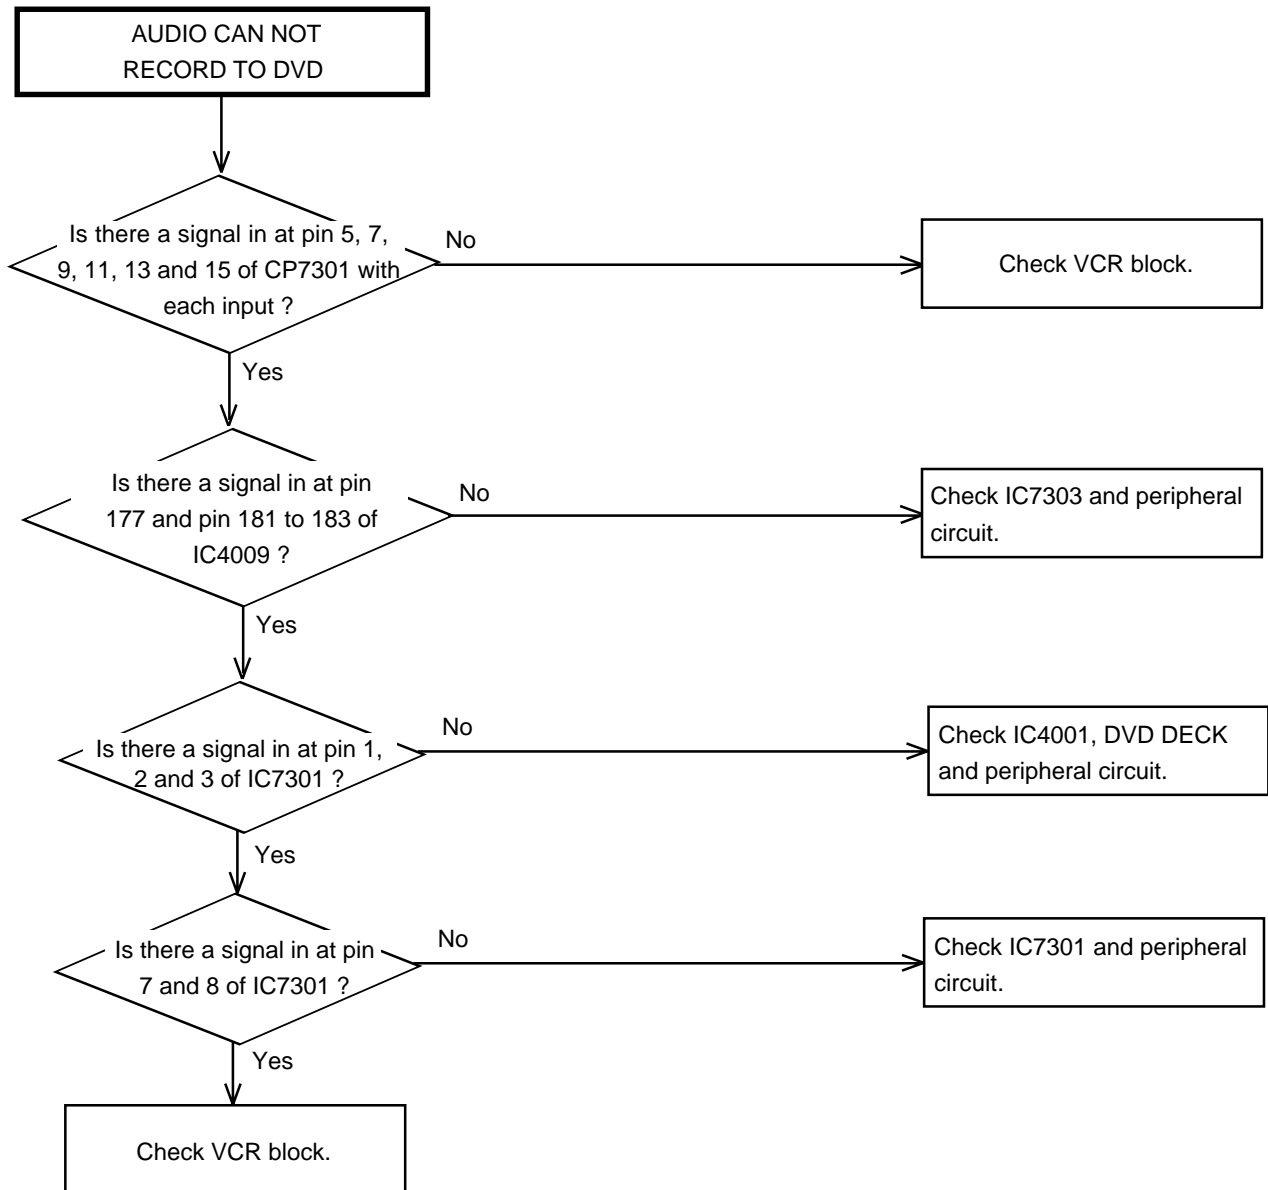 AUDIO CAN NOT
RECORD TO DVD
Is there a signal in at pin 5, 7,
9, 11, 13 and 15 of CP7301 with
each input ?
No
Check VCR block.
Yes
Is there a signal in at pin
177 and pin 181 to 183 of
IC4009 ?
No
Check IC7303 and peripheral
circuit.
Yes
Is there a signal in at pin 1,
2 and 3 of IC7301 ?
No
Check IC4001, DVD DECK
and peripheral circuit.
Yes
Is there a signal in at pin
7 and 8 of IC7301 ?
No
Check IC7301 and peripheral
circuit.
Yes
Check VCR block.